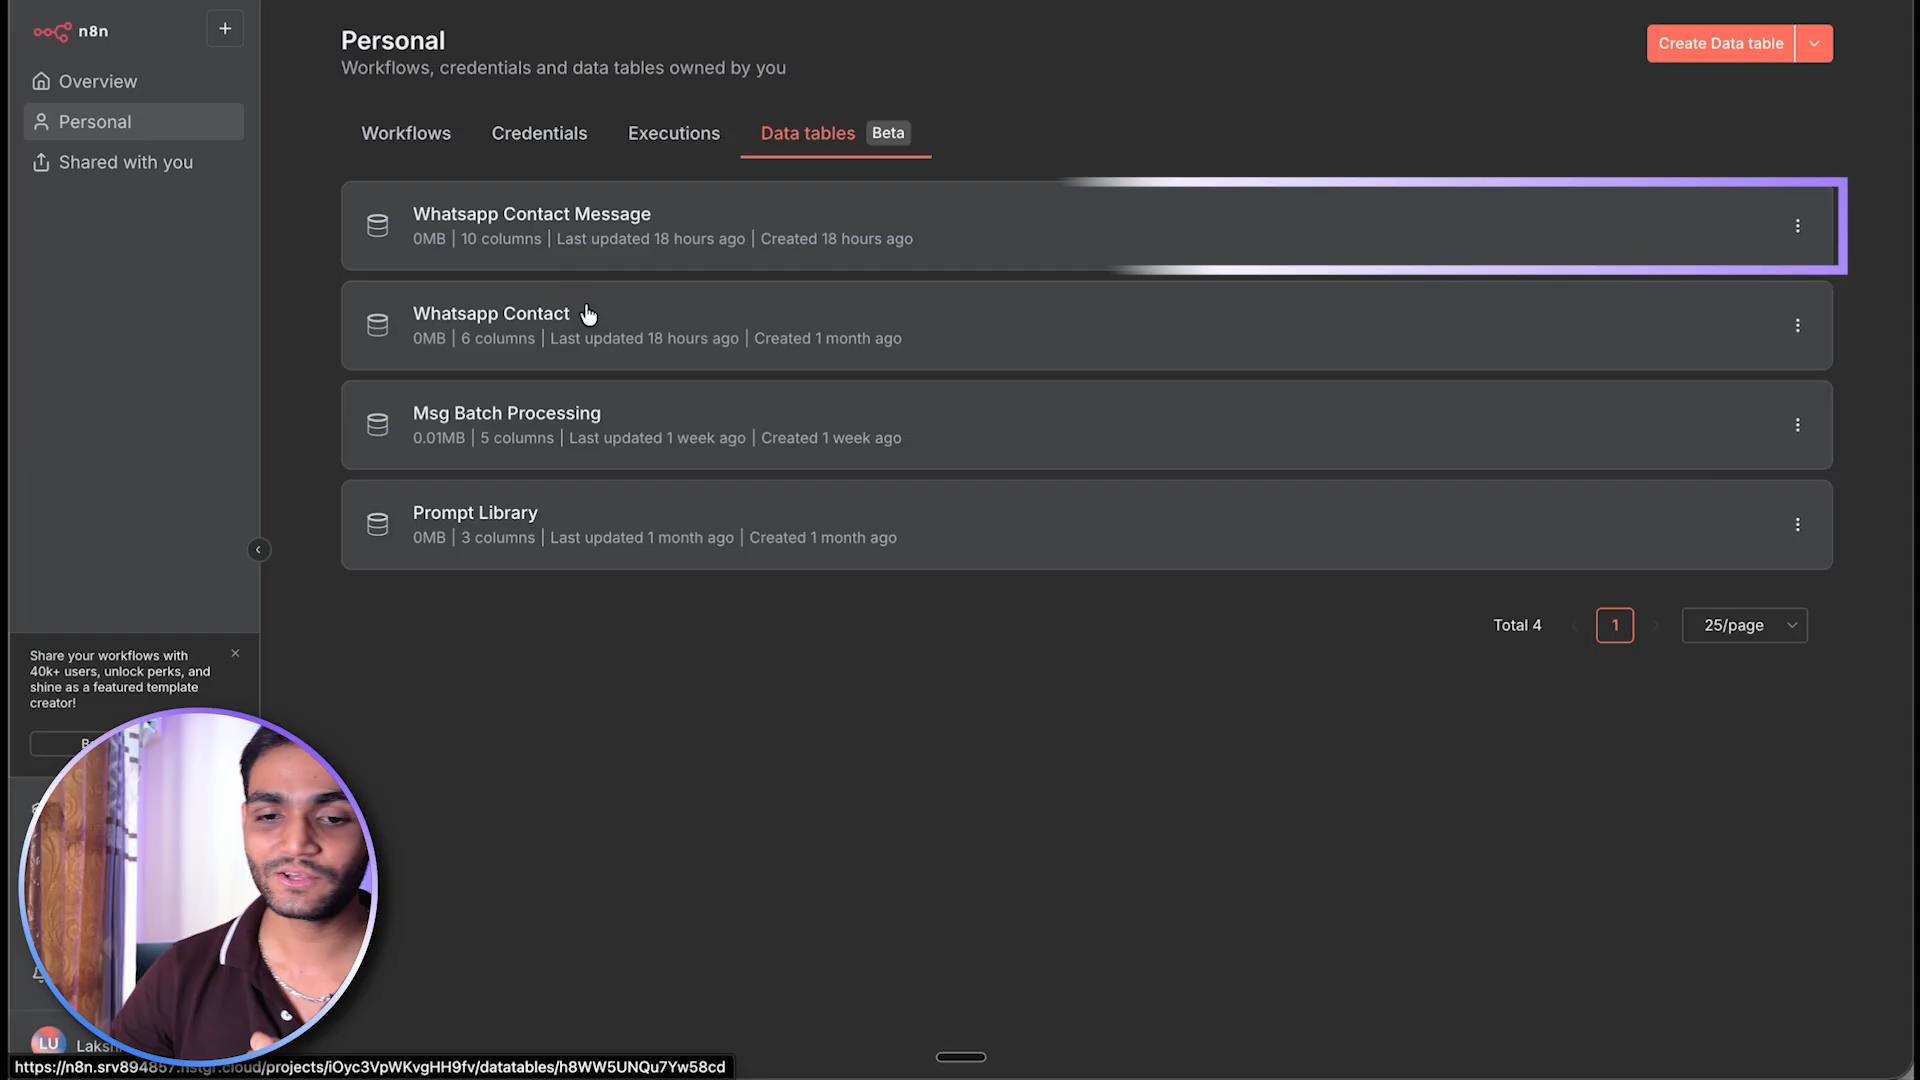 n8n
+
Overview
Personal
Shared with you
Personal
Workflows, credentials and data tables owned by you
Create Data table
Workflows
Credentials
Executions
Data tables
Beta
Whatsapp Contact Message
0MB | 10 columns | Last updated 18 hours ago | Created 18 hours ago
Whatsapp Contact
0MB | 6 columns | Last updated 18 hours ago | Created 1 month ago
Msg Batch Processing
0.01MB | 5 columns | Last updated 1 week ago | Created 1 week ago
Prompt Library
0MB | 3 columns | Last updated 1 month ago | Created 1 month ago
Total 4
1
25/page
Share your workflows with
40k+ users, unlock perks, and
shine as a featured template
creator!
LU
https://n8n.srv894857.hstgr.cloud/projects/iOyc3VpWKvgHH9fv/datatables/h8WW5UNQu7Yw58cd